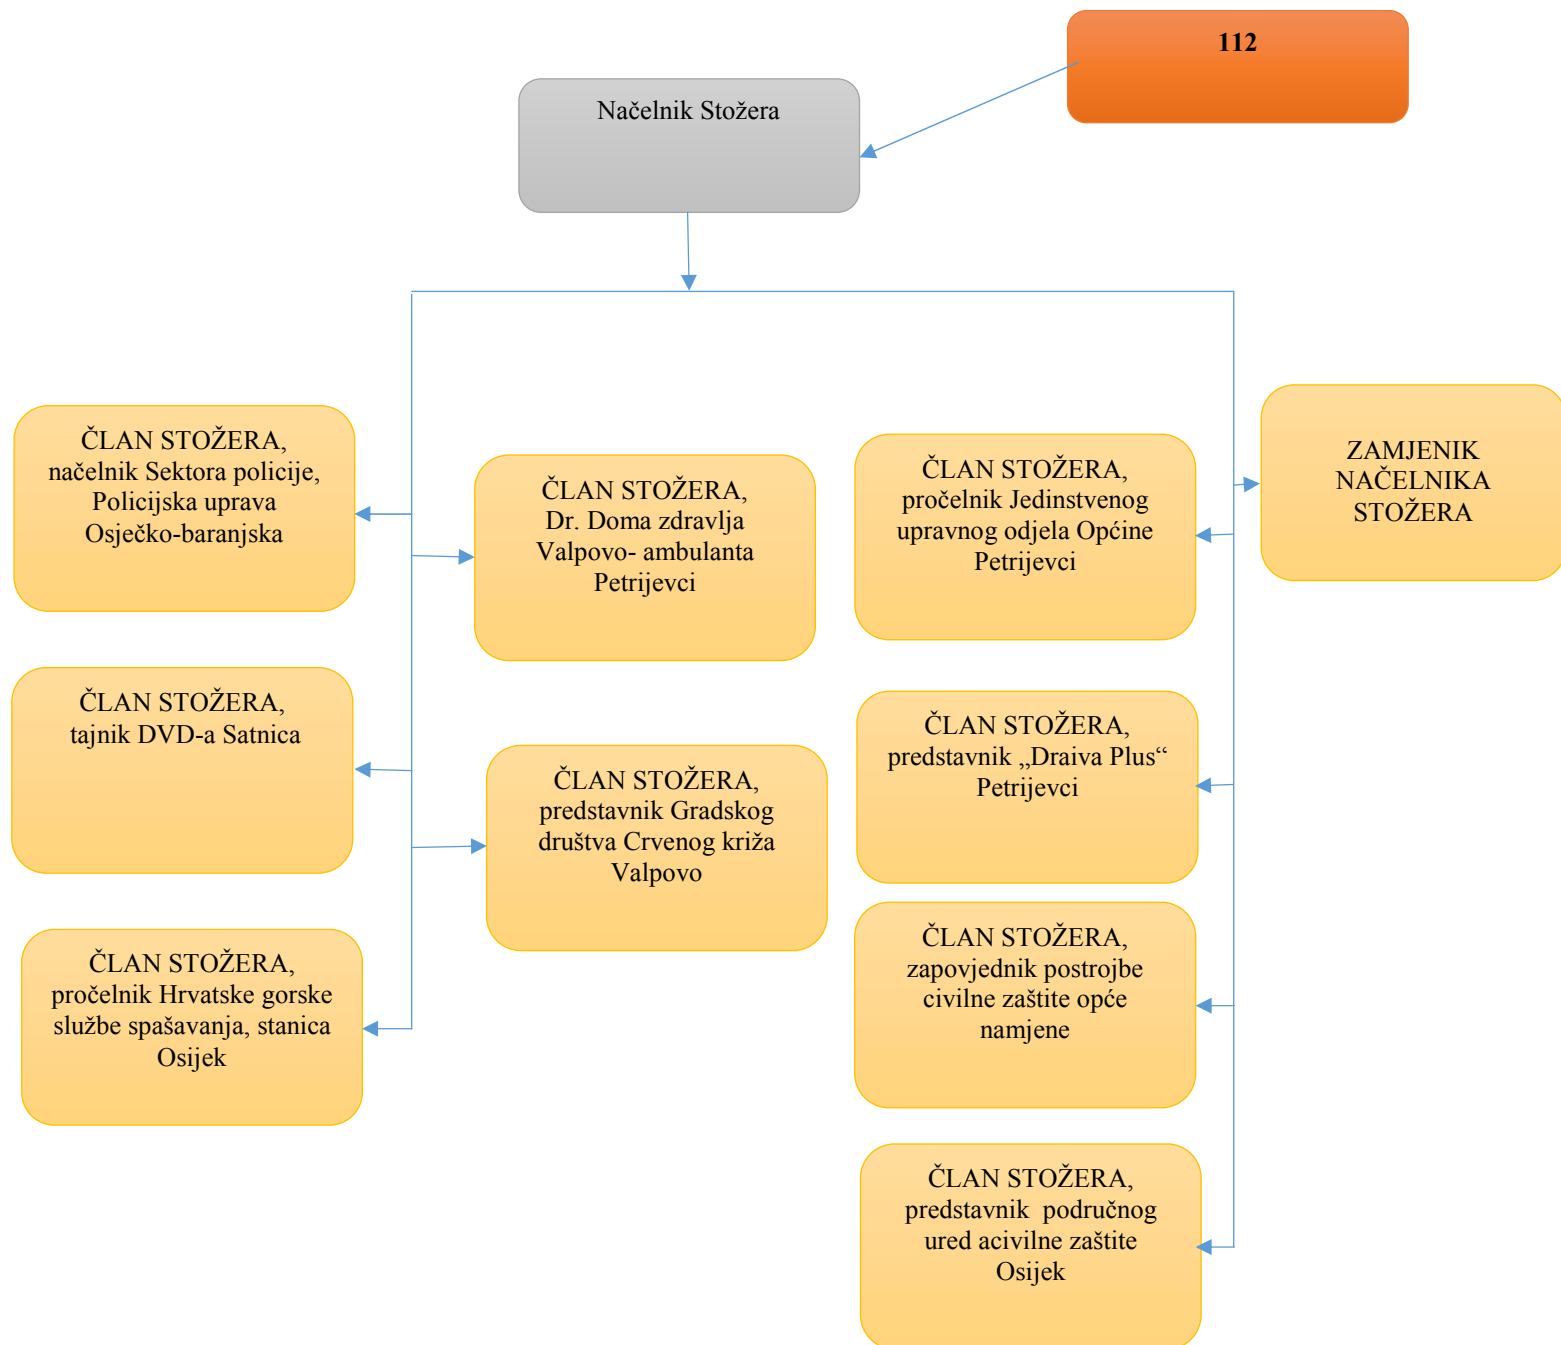 112
Načelnik Stožera
ČLAN STOŽERA,
načelnik Sektora policije,
Policijska uprava
Osječko-baranjska
ČLAN STOŽERA,
Dr. Doma zdravlja
Valpovo- ambulanta
Petrijevci
ČLAN STOŽERA,
pročelnik Jedinstvenog
upravnog odjela Općine
Petrijevci
ZAMJENIK
NAČELNIKA
STOŽERA
ČLAN STOŽERA,
tajnik DVD-a Satnica
ČLAN STOŽERA,
predstavnik Gradskog
društva Crvenog križa
Valpovo
ČLAN STOŽERA,
predstavnik „Draiva Plus“
Petrijevci
ČLAN STOŽERA,
pročelnik Hrvatske gorske
službe spašavanja, stanica
Osijek
ČLAN STOŽERA,
zapovjednik postrojbe
civilne zaštite opće
namjene
ČLAN STOŽERA,
predstavnik  područnog
ured acivilne zaštite
Osijek